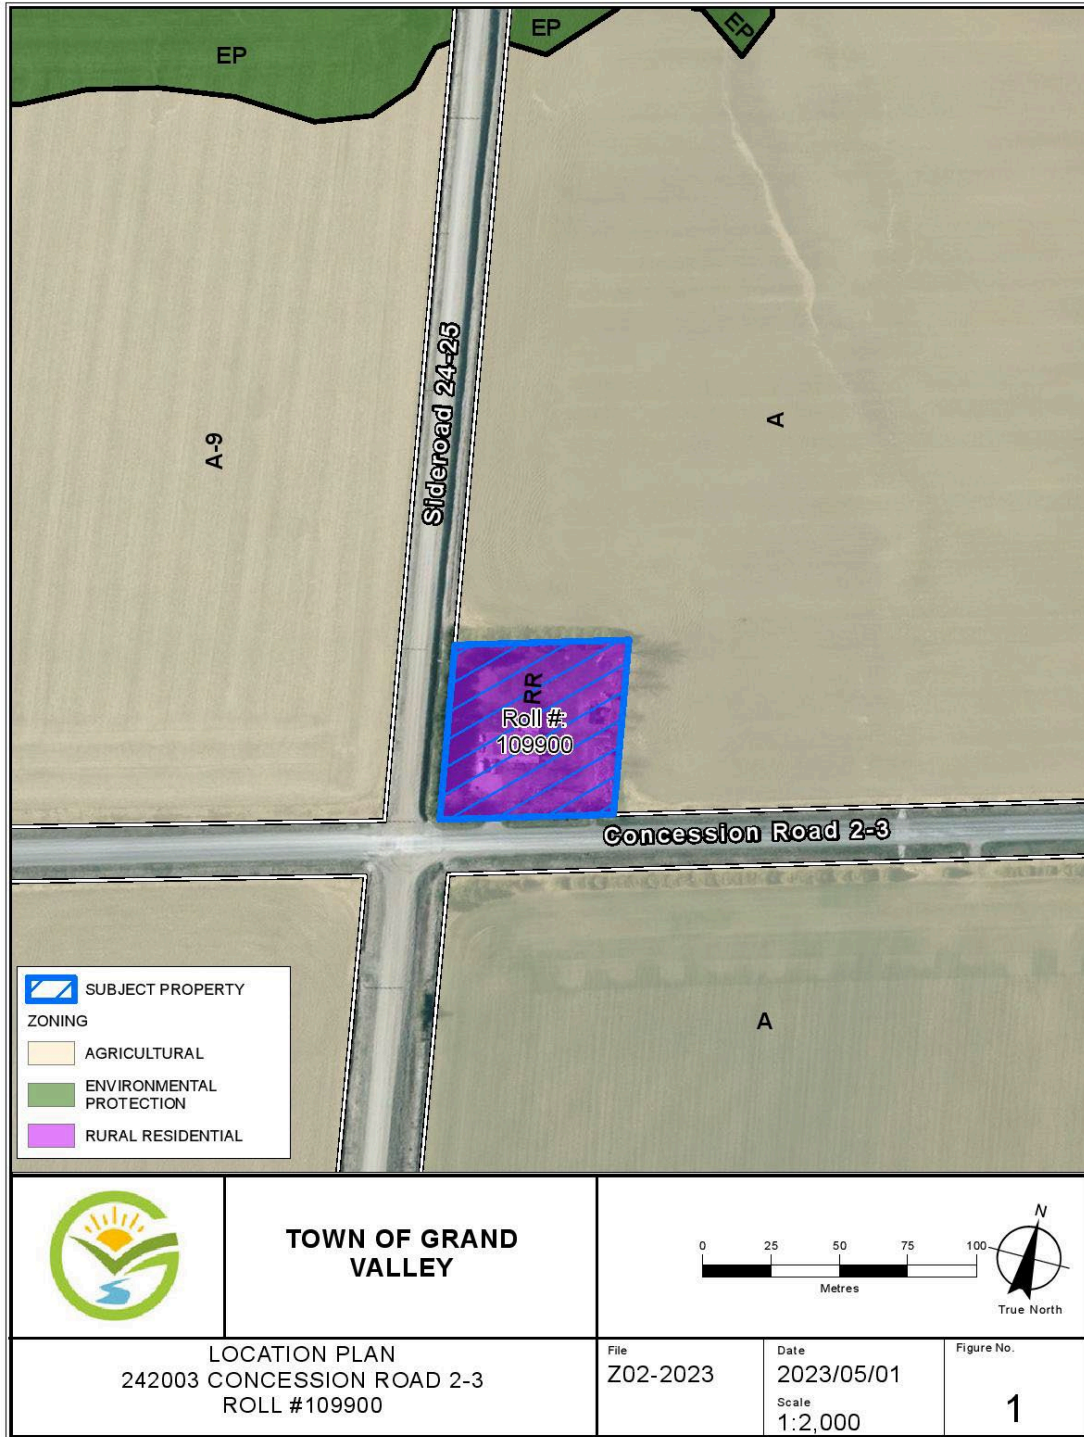 EP
EP
EP
Sideroad 24-25
A-9
A
RR
Roll #:
109900
Concession Road 2-3
A
SUBJECT PROPERTY
ZONING
AGRICULTURAL
ENVIRONMENTAL
PROTECTION
RURAL RESIDENTIAL
TOWN OF GRAND
VALLEY
0 25 50 75 100
Metres
N
True North
LOCATION PLAN
242003 CONCESSION ROAD 2-3
ROLL #109900
File
Z02-2023
Date
2023/05/01
Scale
1:2,000
Figure No.
1